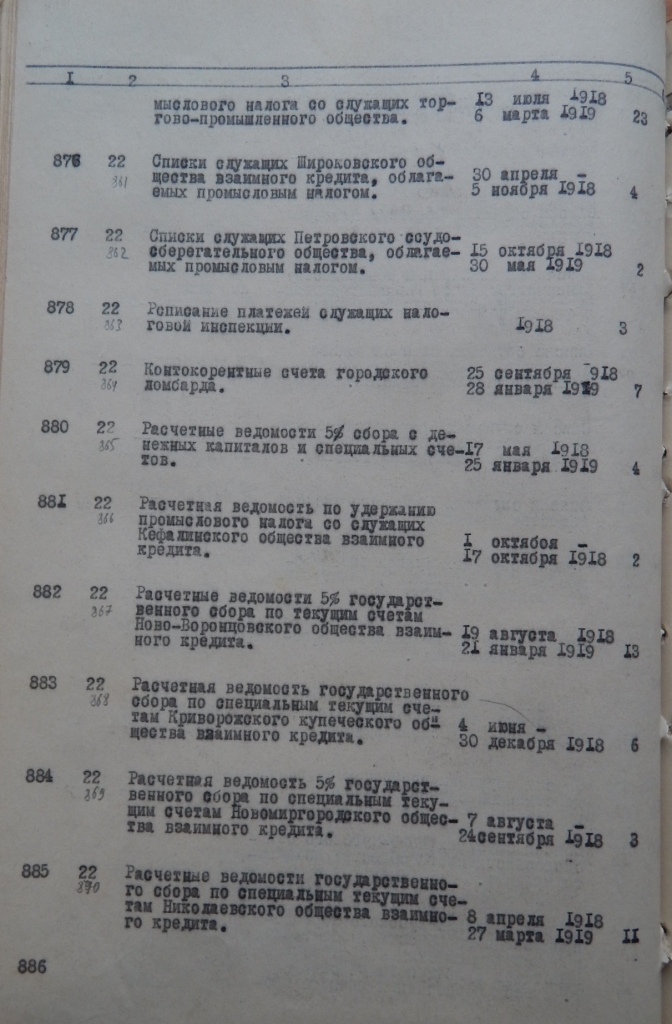 I 2 3 4 5
мыслового налога со служащих тор- 13 июля 1918
гово-промышленного общества. 6 марта 1919 23
876 22 Списки служащих Широковского об-
361 щества взаимного кредита, облага- 30 апреля -
емых промысловым налогом. 5 ноября 1918 4
877 22 Списки служащих Петровского ссудо-
362 сберегательного общества, облагае- 15 октября 1918
мых промысловым налогом. 30 мая 1919 2
878 22 Рсписание платежей служащих нало-
363 говой инспекции. 1918 3
879 22 Контокорентные счета городского 25 сентября 918
364 ломбарда. 28 января 1919 7
880 22 Расчетные ведомости 5% сбора с де-
365 нежных капиталов и специальных сче-17 мая 1918
тов. 25 января 1919 4
881 22 Расчетная ведомость по удержанию
366 промыслового налога со служащих
Кефалинского общества взаимного I октобоя -
кредита. 17 октября 1918 2
882 22 Расчетные ведомости 5% государст-
367 венного сбора по текущим счетам
Ново-Воронцовского общества взаим- 19 августа 1918
ного кредита. 21 января 1919 13
883 22 Расчетная ведомость государственного
368 сбора по специальным текущим сче-
там Криворожского купеческого об" 4 июня -
щества взаимного кредита. 30 декабря 1918 6
884 22 Расчетная ведомость 5% государст-
369 венного сбора по специальным теку-
щим счетам Новомиргородского общес- 7 августа -
тва взаимного кредита. 24сентября 1918 3
885 22 Расчетные ведомости государственно-
370 го сбора по специальным текущим сче-
там Николаевского общества взаимно- 8 апреля 1918
го кредита. 27 марта 1919 II
886